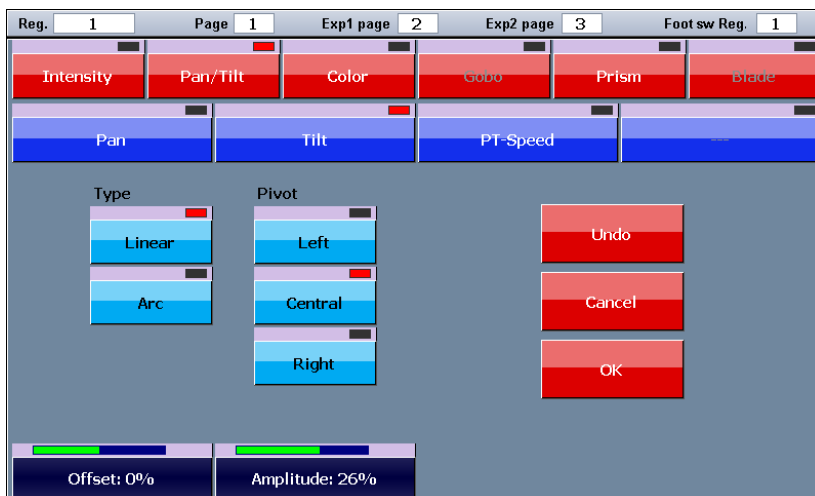 Reg. 1 Page 1 Exp1 page 2 Exp2 page 3 Foot sw Reg. 1
Intensity Pan/Tilt Color Gobo Prism Blade
Pan Tilt PT-Speed ---
Type Pivot
Linear Left Undo
Arc Central Cancel
Right OK
Offset: 0% Amplitude: 26%